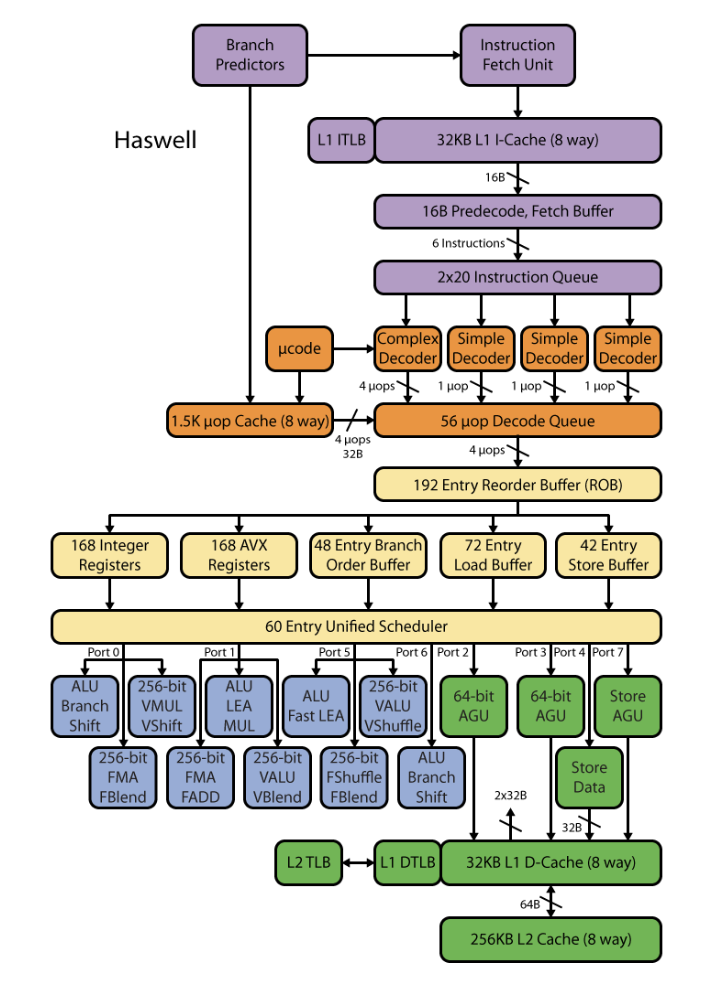 Branch
Predictors
Instruction
Fetch Unit
Haswell
L1 ITLB
32KB L1 I-Cache (8 way)
16B
16B Predecode, Fetch Buffer
6 Instructions
2x20 Instruction Queue
µcode
Complex
Decoder
Simple
Decoder
Simple
Decoder
Simple
Decoder
4 µops
1 µop
1 µop
1 µop
1.5K µop Cache (8 way)
4 µops
32B
56 µop Decode Queue
4 µops
192 Entry Reorder Buffer (ROB)
168 Integer
Registers
168 AVX
Registers
48 Entry Branch
Order Buffer
72 Entry
Load Buffer
42 Entry
Store Buffer
60 Entry Unified Scheduler
Port 0
Port 1
Port 5
Port 6
Port 2
Port 3
Port 4
Port 7
ALU
Branch
Shift
256-bit
VMUL
VShift
ALU
LEA
MUL
ALU
Fast LEA
256-bit
VALU
VShuffle
64-bit
AGU
64-bit
AGU
Store
AGU
256-bit
FMA
FBlend
256-bit
FMA
FADD
256-bit
VALU
VBlend
256-bit
FShuffle
FBlend
ALU
Branch
Shift
Store
Data
2x32B
32B
L2 TLB
L1 DTLB
32KB L1 D-Cache (8 way)
64B
256KB L2 Cache (8 way)